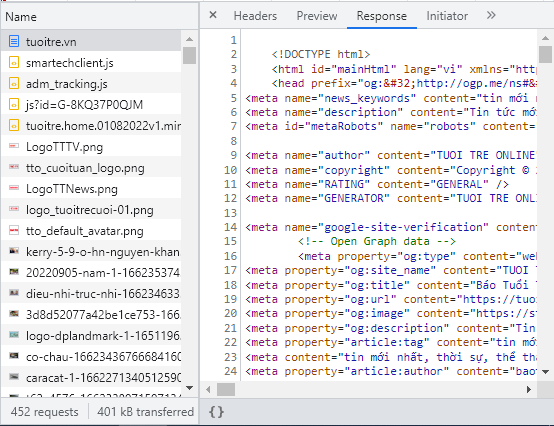 Name
Headers Preview Response Initiator »
tuoitre.vn
smartechclient.js
adm_tracking.js
js?id=G-8KQ37P0QJM
tuoitre.home.01082022v1.min
LogoTTTV.png
tto_cuoituan_logo.png
LogoTTNews.png
logo_tuoitrecuoi-01.png
tto_default_avatar.png
kerry-5-9-o-hn-nguyen-khan
20220905-nam-1-166235374
dieu-nhi-truc-nhi-166234633
3d8d52077a42be1ce753-166
logo-dplandmark-1-1651196
co-chau-16623436766684160
caracat-1-1662271340512590
452 requests 401 kB transferred
1
2 <!DOCTYPE html>
3 <html id="mainHtml" lang="vi" xmlns="http
4 <head prefix="og:&#32;http://ogp.me/ns#&
5 <meta name="news_keywords" content="tin mới
6 <meta name="description" content="Tin tức mới
7 <meta id="metaRobots" name="robots" content=
8
9 <meta name="author" content="TUOI TRE ONLINE
10 <meta name="copyright" content="Copyright ©
11 <meta name="RATING" content="GENERAL" />
12 <meta name="GENERATOR" content="TUOI TRE ONL
13
14 <meta name="google-site-verification" content
15 <!-- Open Graph data -->
16 <meta property="og:type" content="web
17 <meta property="og:site_name" content="TUOI T
18 <meta property="og:title" content="Báo Tuổi T
19 <meta property="og:url" content="https://tuo
20 <meta property="og:image" content="https://s
21 <meta property="og:description" content="Tin
22 <meta property="article:tag" content="tin mớ
23 <meta content="tin mới nhất, thời sự, thể tha
24 <meta property="article:author" content="bao
{}